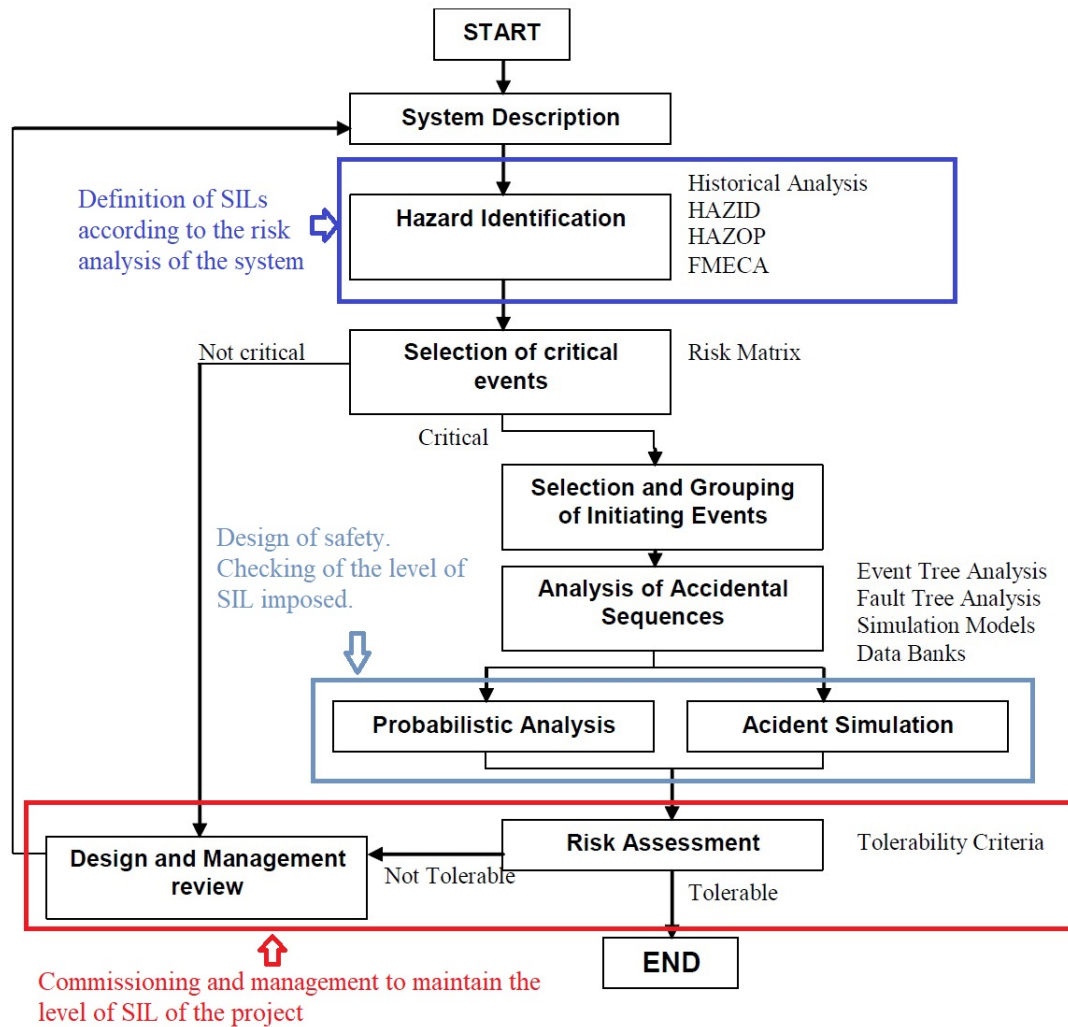 START
System Description
Definition of SILs
according to the risk
analysis of the system
Hazard Identification
Historical Analysis
HAZID
HAZOP
FMECA
Not critical
Selection of critical
events
Risk Matrix
Critical
Selection and Grouping
of Initiating Events
Design of safety.
Checking of the level of
SIL imposed.
Analysis of Accidental
Sequences
Event Tree Analysis
Fault Tree Analysis
Simulation Models
Data Banks
Probabilistic Analysis
Acident Simulation
Design and Management
review
Risk Assessment
Tolerability Criteria
Not Tolerable
Tolerable
END
Commissioning and management to maintain the
level of SIL of the project